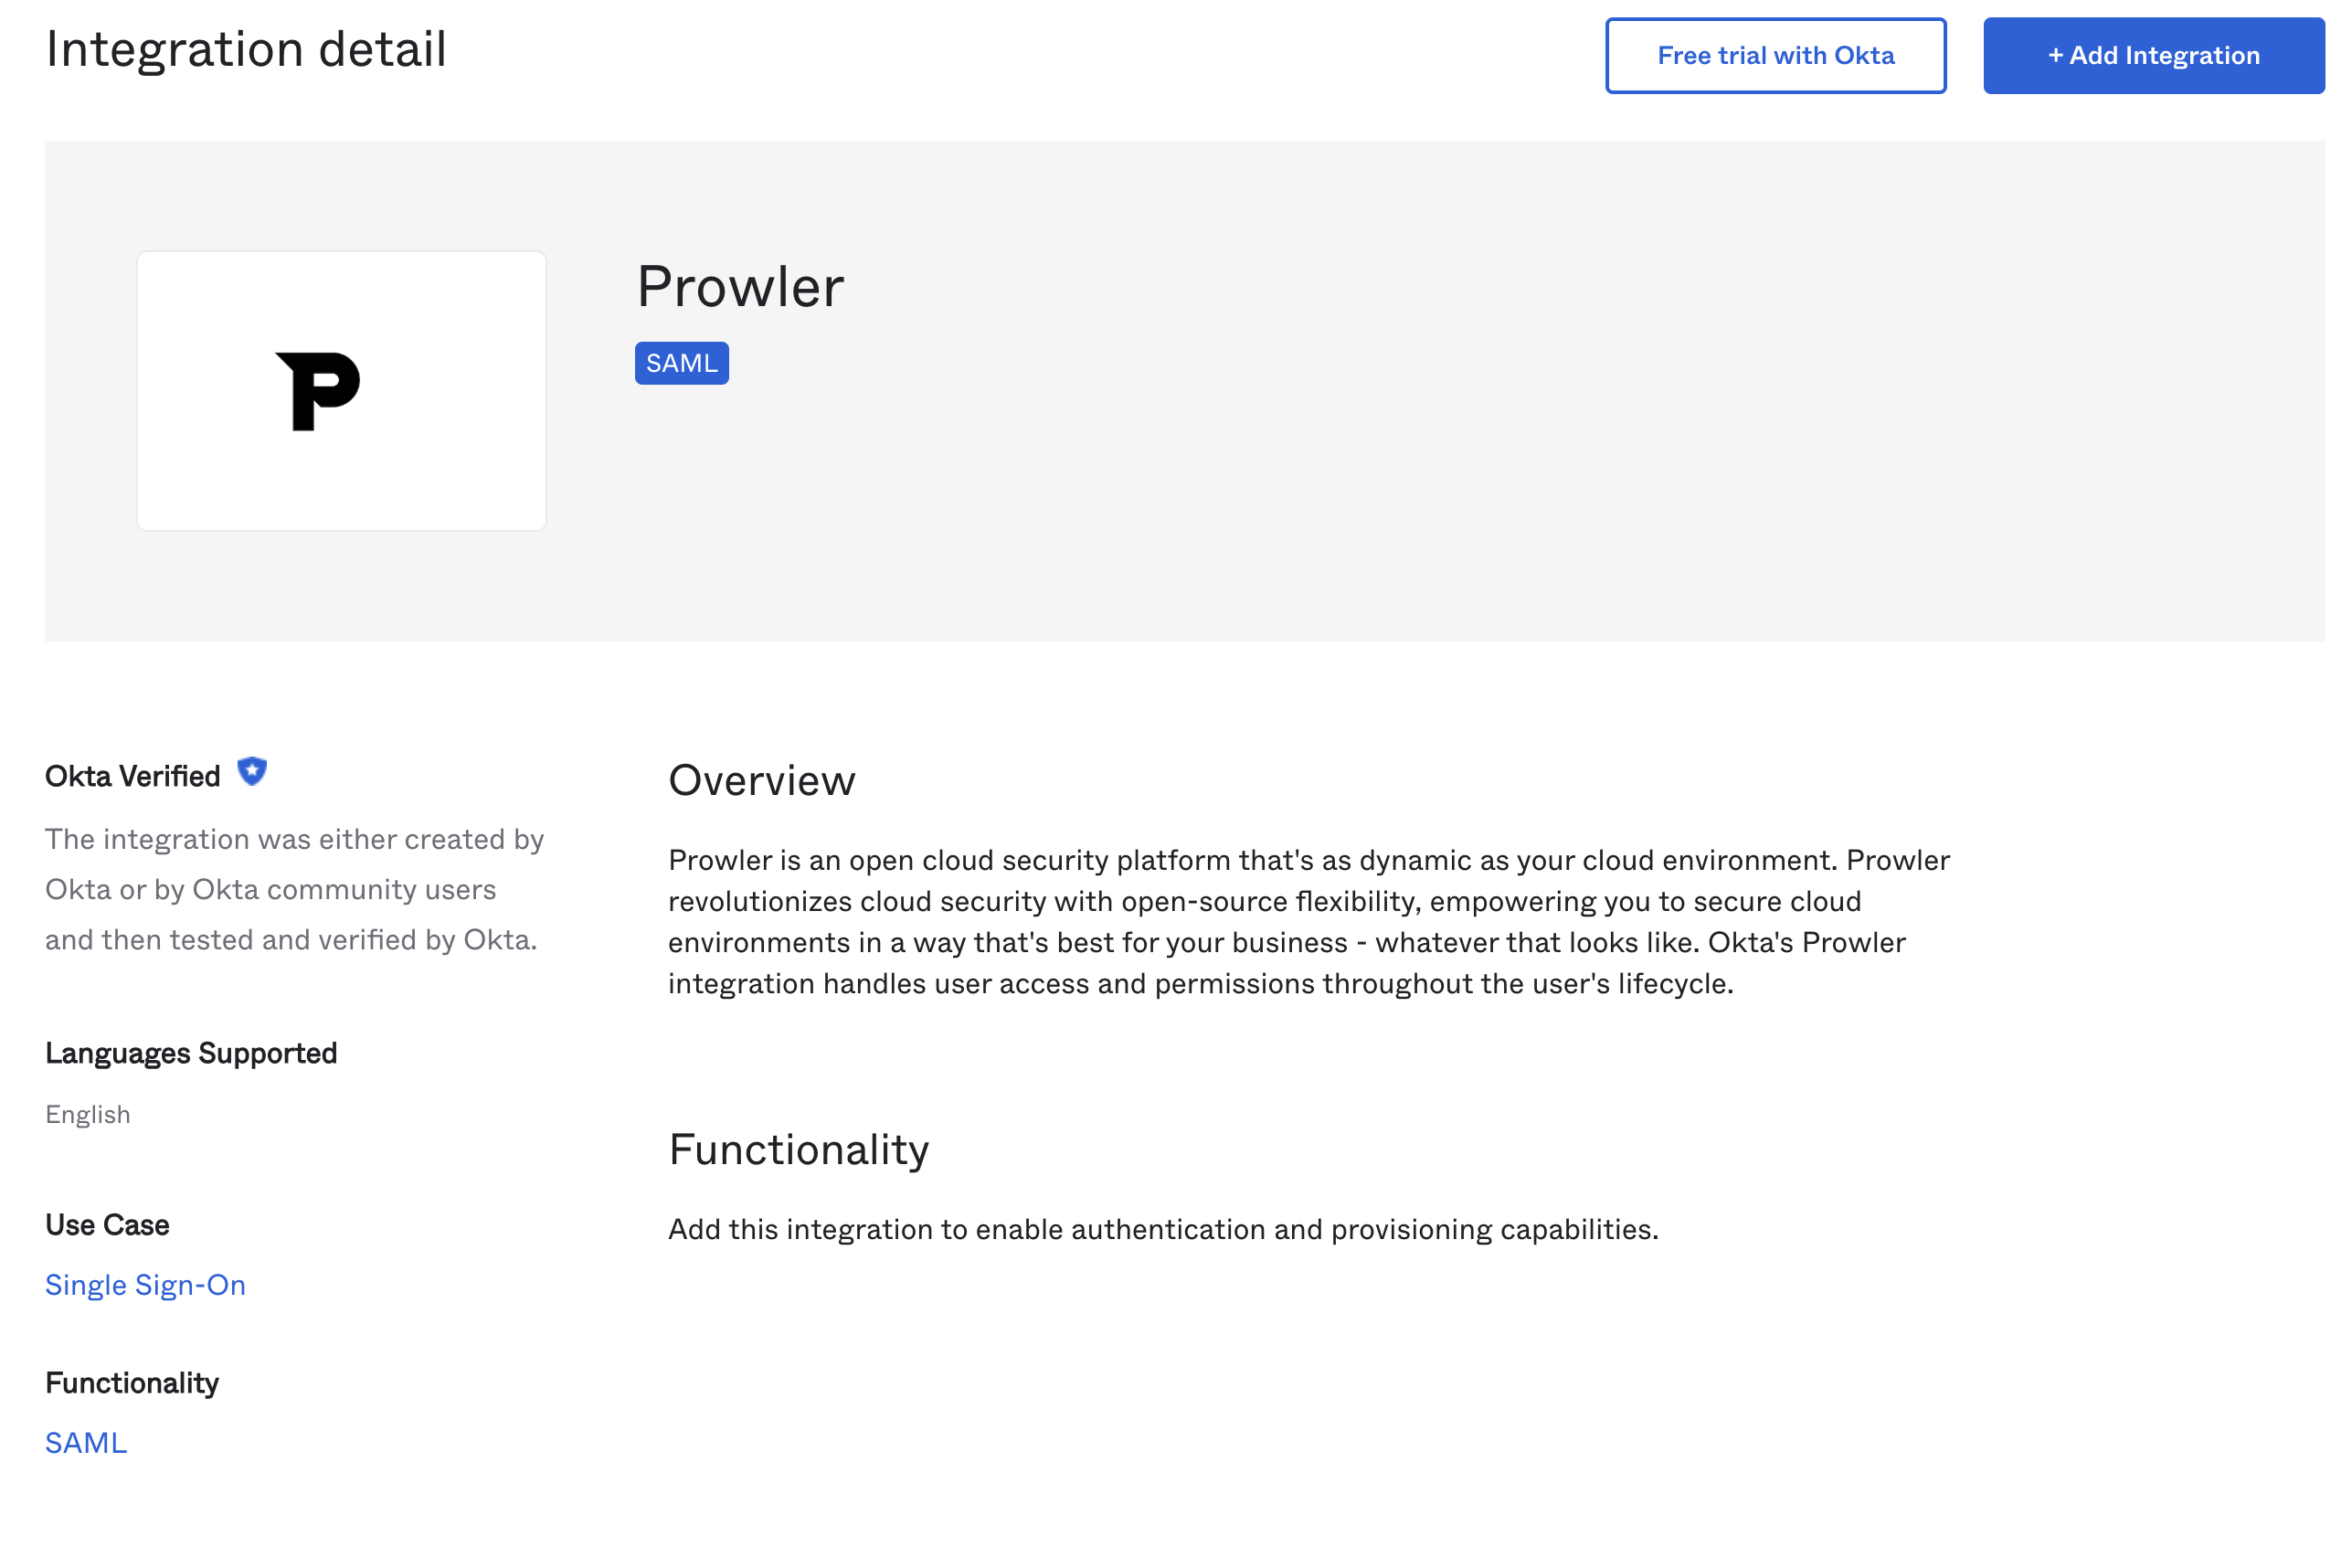 Integration detail
Free trial with Okta
+ Add Integration
Prowler
SAML
Okta Verified
The integration was either created by
Okta or by Okta community users
and then tested and verified by Okta.
Languages Supported
English
Use Case
Single Sign-On
Functionality
SAML
Overview
Prowler is an open cloud security platform that's as dynamic as your cloud environment. Prowler
revolutionizes cloud security with open-source flexibility, empowering you to secure cloud
environments in a way that's best for your business - whatever that looks like. Okta's Prowler
integration handles user access and permissions throughout the user's lifecycle.
Functionality
Add this integration to enable authentication and provisioning capabilities.